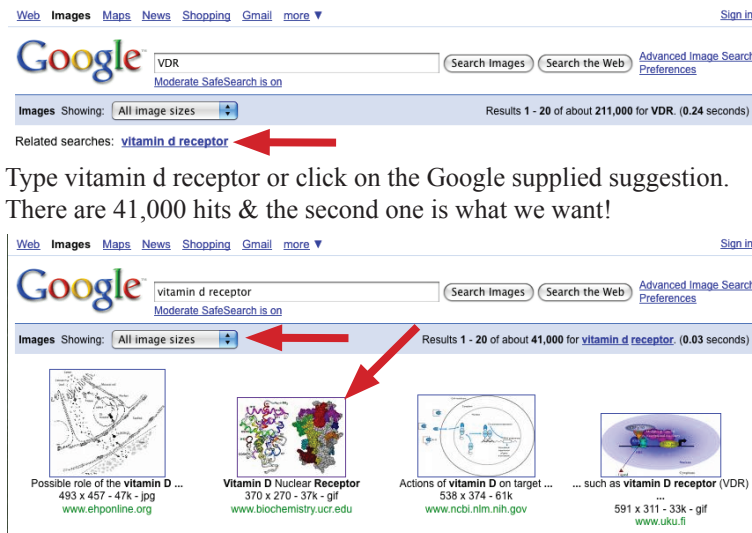 Web Images Maps News Shopping Gmail more ▼ Sign in
Google VDR Search Images Search the Web Advanced Image Search
Preferences
Moderate SafeSearch is on
Images Showing: All image sizes Results 1 - 20 of about 211,000 for VDR. (0.24 seconds)
Related searches: vitamin d receptor
Type vitamin d receptor or click on the Google supplied suggestion.
There are 41,000 hits & the second one is what we want!
Web Images Maps News Shopping Gmail more ▼ Sign in
Google vitamin d receptor Search Images Search the Web Advanced Image Search
Preferences
Moderate SafeSearch is on
Images Showing: All image sizes Results 1 - 20 of about 41,000 for vitamin d receptor. (0.03 seconds)
Possible role of the vitamin D ...
493 x 457 - 47k - jpg
www.ehponline.org
Vitamin D Nuclear Receptor
370 x 270 - 37k - gif
www.biochemistry.ucr.edu
Actions of vitamin D on target ...
538 x 374 - 61k
www.ncbi.nlm.nih.gov
... such as vitamin D receptor (VDR)
...
591 x 311 - 33k - gif
www.uku.fi